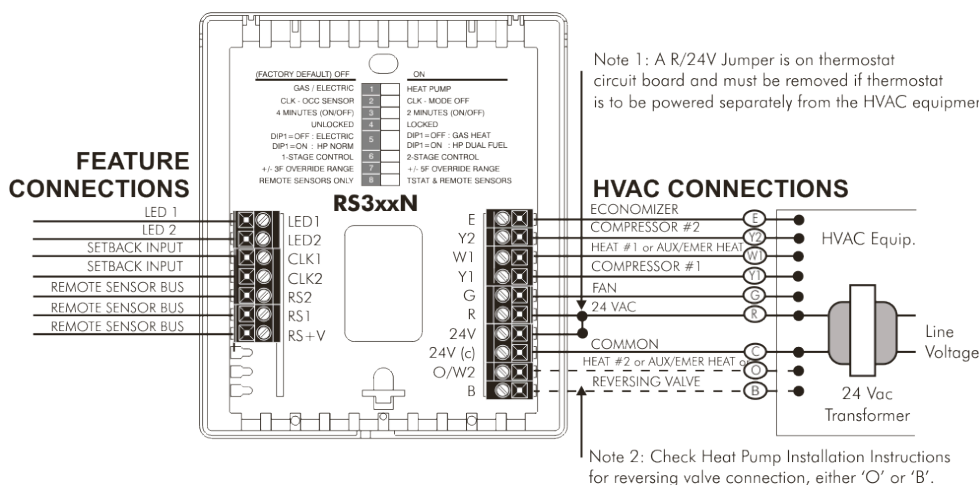 Note 1: A R/24V Jumper is on thermostat
circuit board and must be removed if thermostat
is to be powered separately from the HVAC equipmen
(FACTORY DEFAULT) OFF ON
GAS / ELECTRIC 1 HEAT PUMP
CLK - OCC SENSOR 2 CLK - MODE OFF
4 MINUTES (ON/OFF) 3 2 MINUTES (ON/OFF)
UNLOCKED 4 LOCKED
DIP1=OFF : ELECTRIC 5 DIP1=OFF : GAS HEAT
DIP1=ON : HP NORM DIP1=ON : HP DUAL FUEL
1-STAGE CONTROL 6 2-STAGE CONTROL
+/- 3F OVERRIDE RANGE 7 +/- 5F OVERRIDE RANGE
REMOTE SENSORS ONLY 8 TSTAT & REMOTE SENSORS
RS3xxN
FEATURE
CONNECTIONS
LED 1 LED1
LED 2 LED2
SETBACK INPUT CLK1
SETBACK INPUT CLK2
REMOTE SENSOR BUS RS2
REMOTE SENSOR BUS RS1
REMOTE SENSOR BUS RS+V
HVAC CONNECTIONS
E ECONOMIZER E
Y2 COMPRESSOR #2 Y2
W1 HEAT #1 or AUX/EMER HEAT W1
Y1 COMPRESSOR #1 Y1
G FAN G
R 24 VAC R
24V
24V (c) COMMON C
O/W2 HEAT #2 or AUX/EMER HEAT or O
B REVERSING VALVE B
HVAC Equip.
Line
Voltage
24 Vac
Transformer
Note 2: Check Heat Pump Installation Instructions
for reversing valve connection, either ‘O’ or ‘B’.